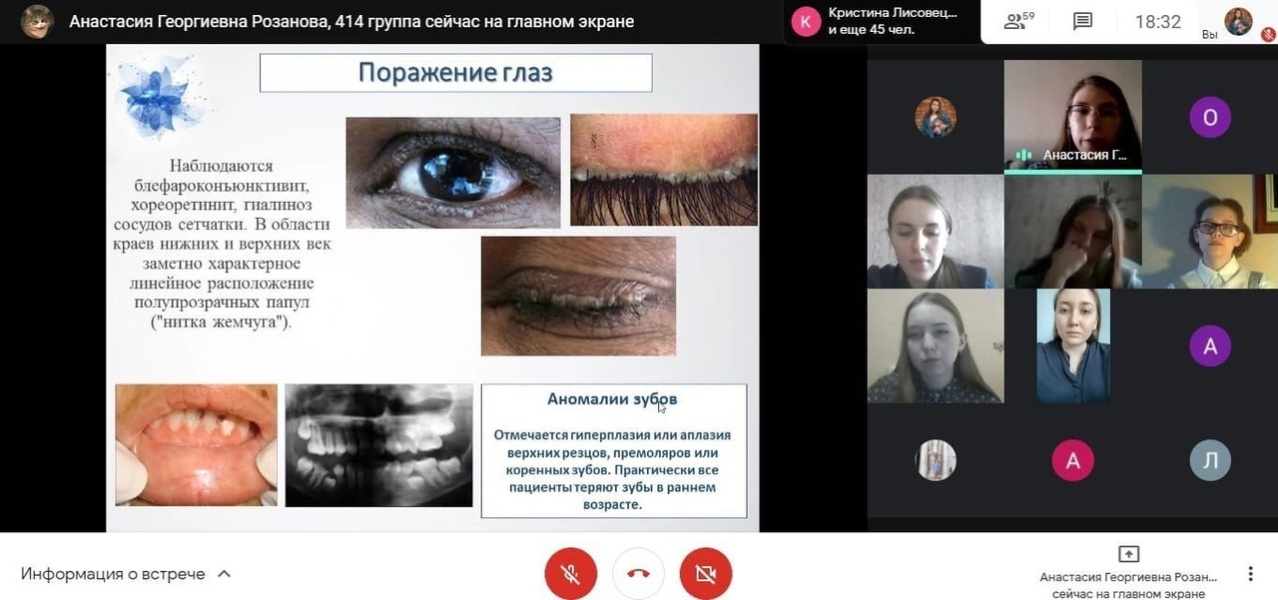 Анастасия Георгиевна Розанова, 414 группа сейчас на главном экране
К
Кристина Лисовец...
и еще 45 чел.
59
18:32
Вы
Поражение глаз
Наблюдаются
блефароконъюнктивит,
хореоретинит, гиалиноз
сосудов сетчатки. В области
краев нижних и верхних век
заметно характерное
линейное расположение
полупрозрачных папул
("нитка жемчуга").
Аномалии зубов
Отмечается гиперплазия или аплазия
верхних резцов, премоляров или
коренных зубов. Практически все
пациенты теряют зубы в раннем
возрасте.
Анастасия Г...
О
А
А
Л
Информация о встрече
Анастасия Георгиевна Розан...
сейчас на главном экране